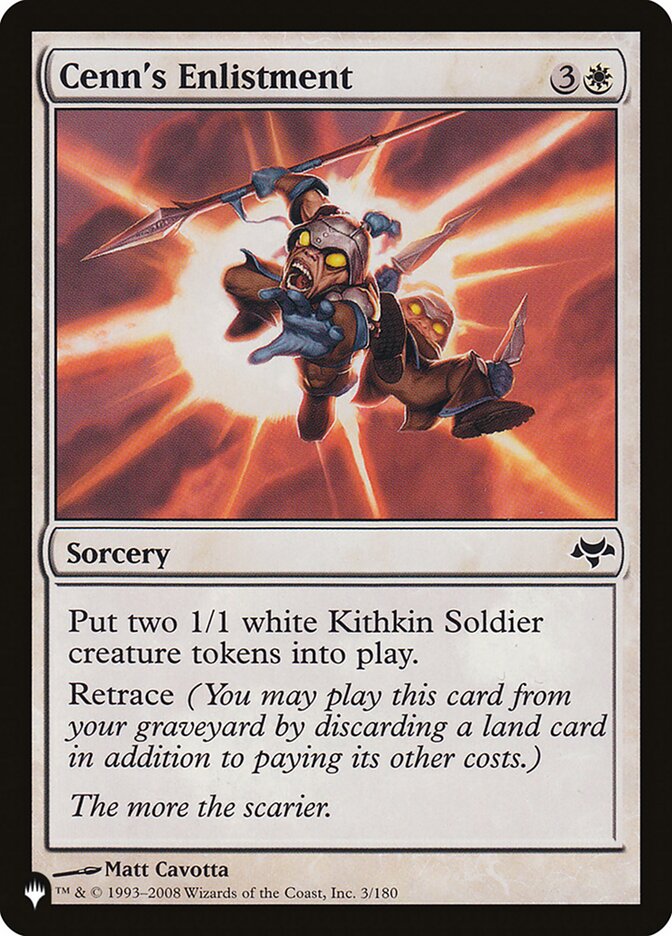 Cenn's Enlistment 3
Sorcery
Put two 1/1 white Kithkin Soldier
creature tokens into play.
Retrace (You may play this card from
your graveyard by discarding a land card
in addition to paying its other costs.)
The more the scarier.
Matt Cavotta
™ & © 1993–2008 Wizards of the Coast, Inc. 3/180